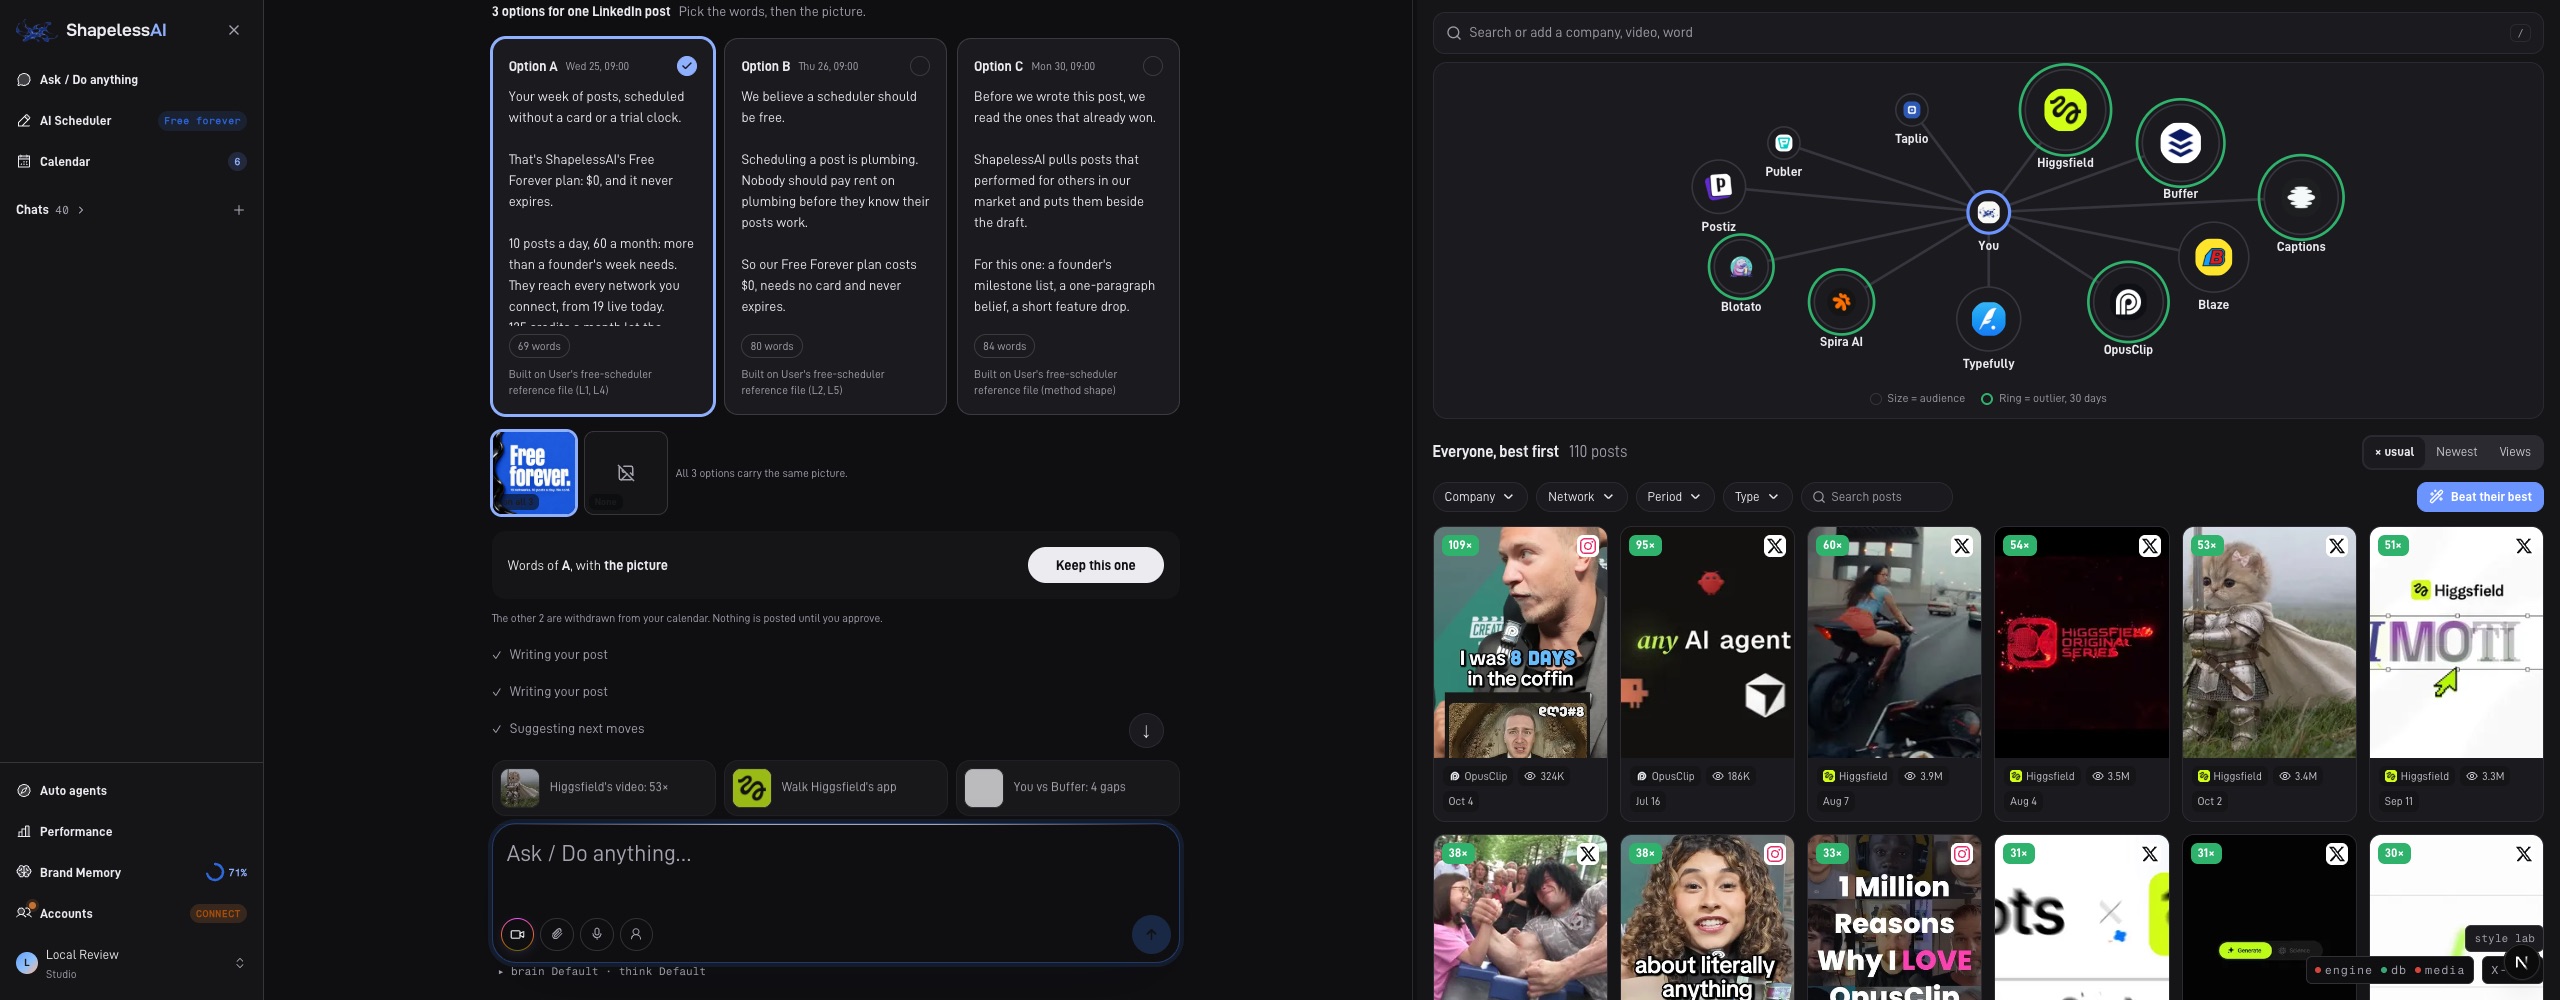 ShapelessAI
Ask / Do anything
AI Scheduler
Free forever
Calendar
6
Chats 40
Auto agents
Performance
Brand Memory
71%
Accounts
CONNECT
L
Local Review
Studio
3 options for one LinkedIn post Pick the words, then the picture.
Option A Wed 25, 09:00
Your week of posts, scheduled
without a card or a trial clock.
That's ShapelessAI's Free
Forever plan: $0, and it never
expires.
10 posts a day, 60 a month: more
than a founder's week needs.
They reach every network you
connect, from 19 live today.
69 words
Built on User's free-scheduler
reference file (L1, L4)
Option B Thu 26, 09:00
We believe a scheduler should
be free.
Scheduling a post is plumbing.
Nobody should pay rent on
plumbing before they know their
posts work.
So our Free Forever plan costs
$0, needs no card and never
expires.
80 words
Built on User's free-scheduler
reference file (L2, L5)
Option C Mon 30, 09:00
Before we wrote this post, we
read the ones that already won.
ShapelessAI pulls posts that
performed for others in our
market and puts them beside
the draft.
For this one: a founder's
milestone list, a one-paragraph
belief, a short feature drop.
84 words
Built on User's free-scheduler
reference file (method shape)
Free
forever.
None
All 3 options carry the same picture.
Words of A, with the picture
Keep this one
The other 2 are withdrawn from your calendar. Nothing is posted until you approve.
Writing your post
Writing your post
Suggesting next moves
Higgsfield's video: 53×
Walk Higgsfield's app
You vs Buffer: 4 gaps
Ask / Do anything...
brain Default · think Default
Search or add a company, video, word
/
Taplio
Higgsfield
Publer
Buffer
Postiz
You
Captions
Blotato
Blaze
Spira AI
OpusClip
Typefully
Size = audience
Ring = outlier, 30 days
Everyone, best first 110 posts
× usual
Newest
Views
Company
Network
Period
Type
Search posts
Beat their best
109×
I was 8 DAYS
in the coffin
OpusClip
324K
Oct 4
95×
any AI agent
OpusClip
186K
Jul 16
60×
Higgsfield
3.9M
Aug 7
54×
HIGGSFIELD
ORIGINAL
SERIES
Higgsfield
3.5M
Aug 4
53×
Higgsfield
3.4M
Oct 2
51×
Higgsfield
MOTI
Higgsfield
3.3M
Sep 11
38×
38×
about literally
anything
33×
1 Million
Reasons
Why I LOVE
OpusClip
31×
ots ×
31×
Generate
30×
style lab
engine
db
media
X-
N